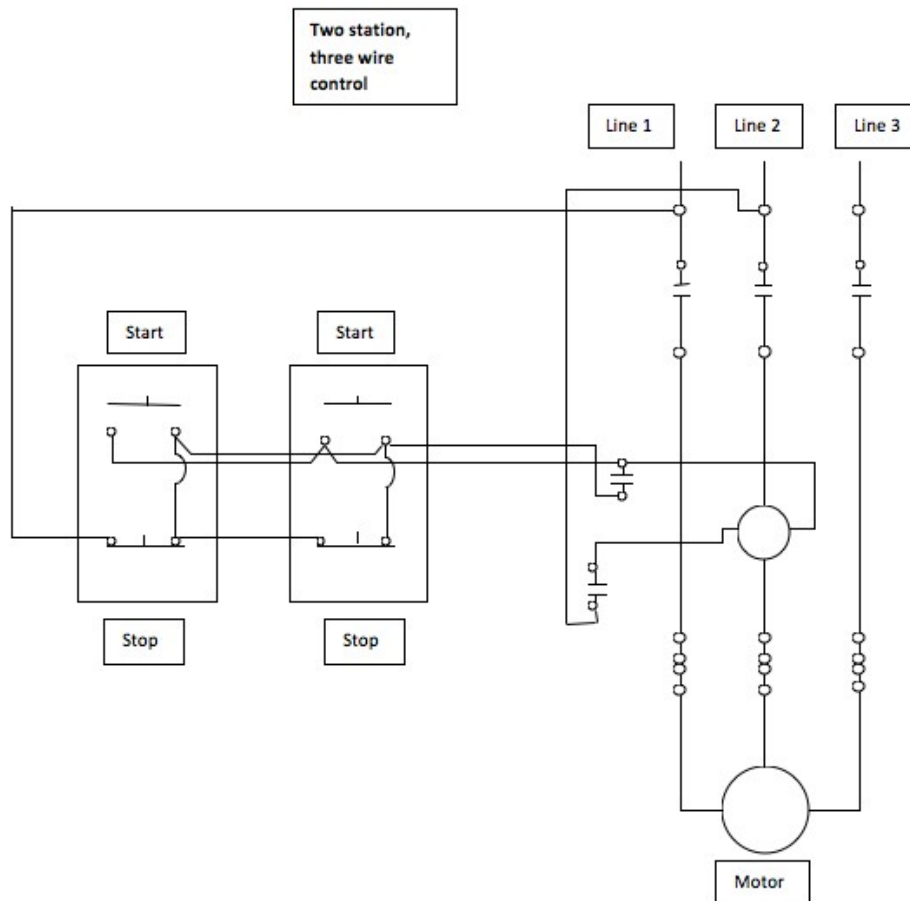 Two station,
three wire
control
Line 1
Line 2
Line 3
Start
Start
Stop
Stop
Motor